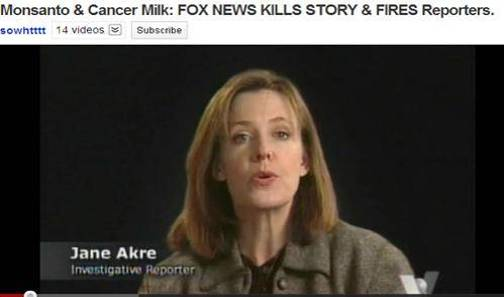 Monsanto & Cancer Milk: FOX NEWS KILLS STORY & FIRES Reporters.
sowhtttt 14 videos Subscribe
Jane Akre
Investigative Reporter